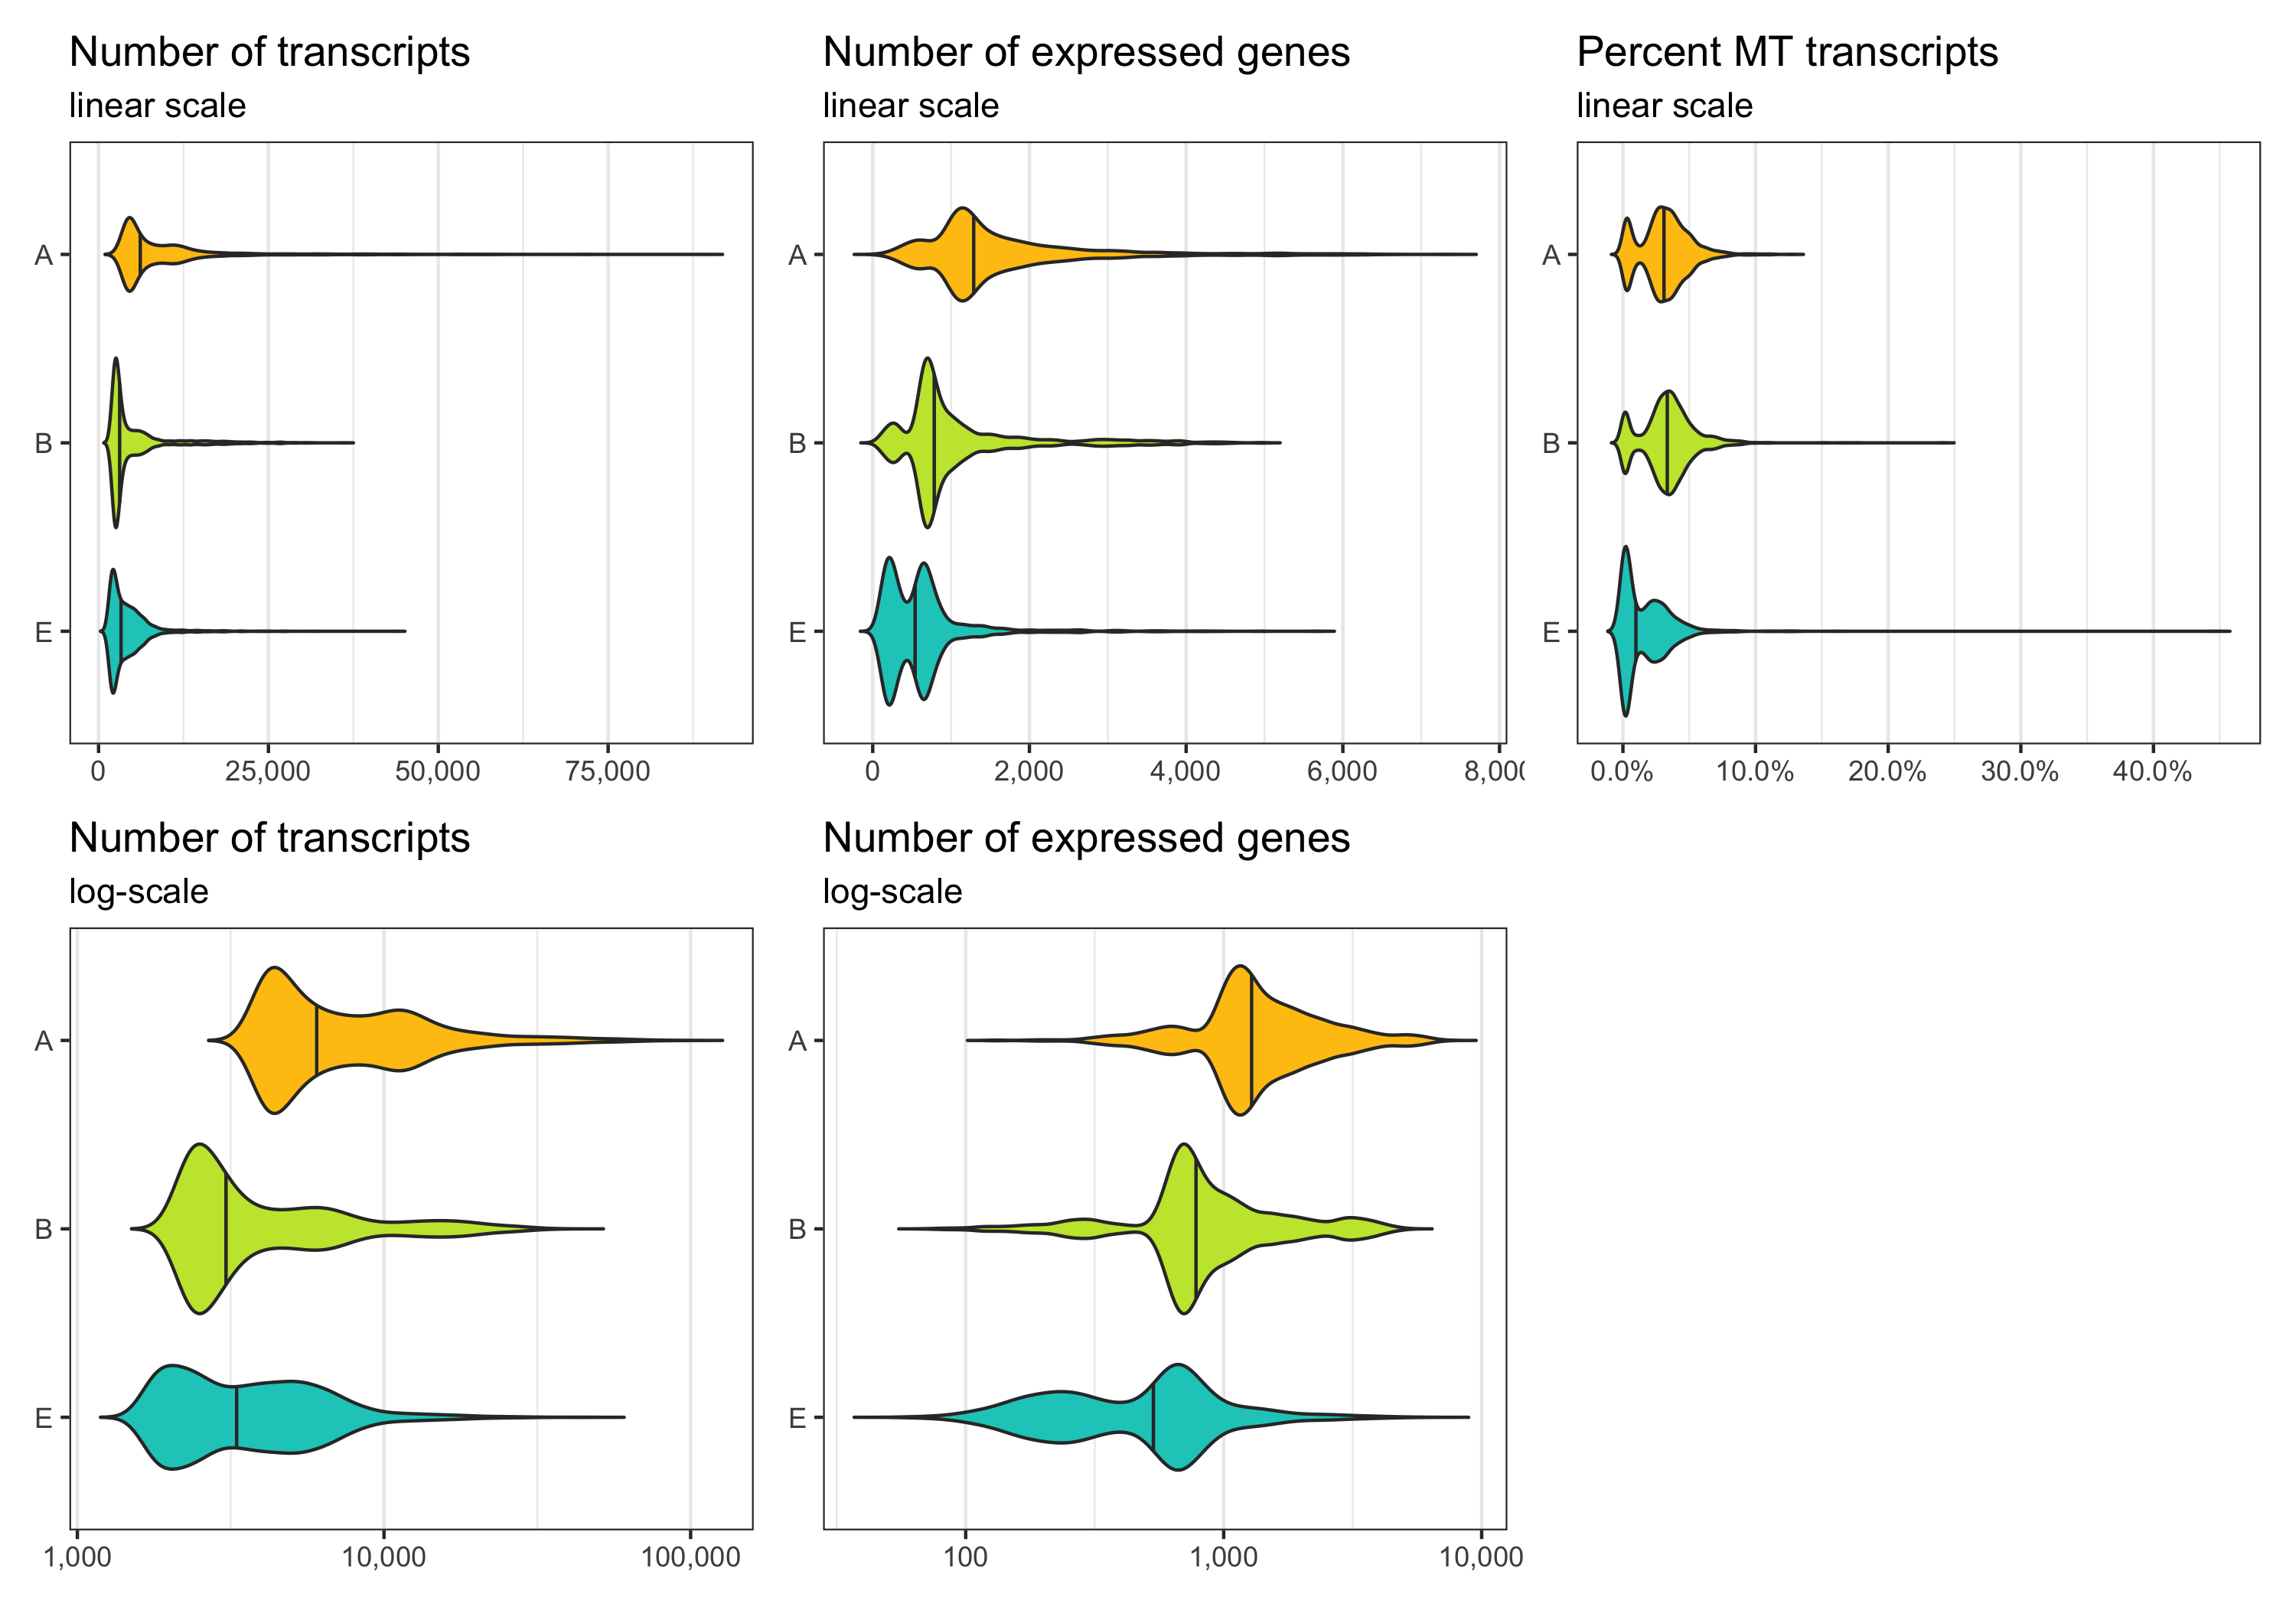 Number of transcripts
linear scale
A
B
E
0 25,000 50,000 75,000
Number of expressed genes
linear scale
A
B
E
0 2,000 4,000 6,000 8,00
Percent MT transcripts
linear scale
A
B
E
0.0% 10.0% 20.0% 30.0% 40.0%
Number of transcripts
log-scale
A
B
E
1,000 10,000 100,000
Number of expressed genes
log-scale
A
B
E
100 1,000 10,000